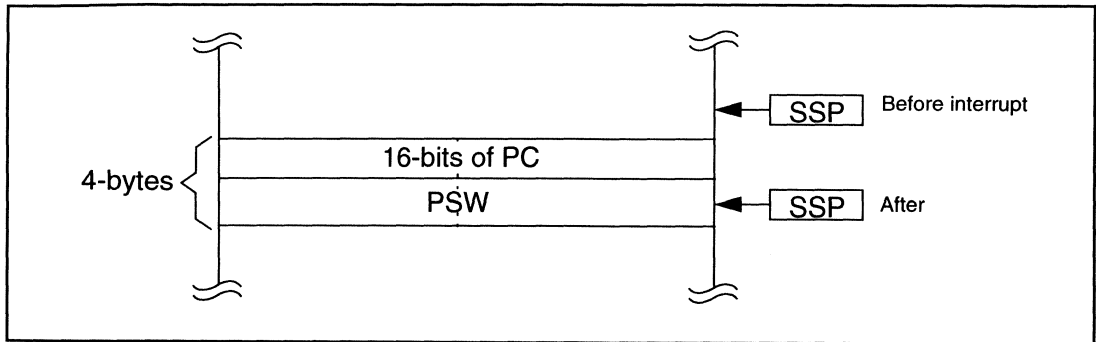 SSP Before interrupt
16-bits of PC
4-bytes
PSW
SSP After